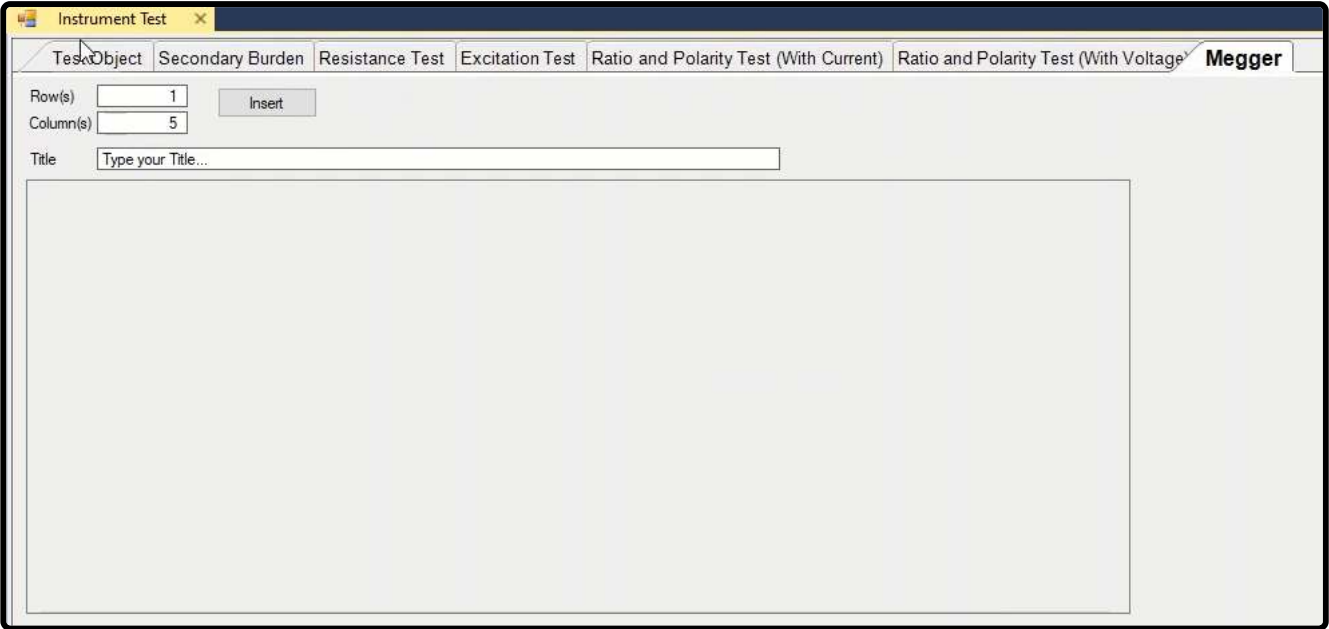 Instrument Test
Test Object Secondary Burden Resistance Test Excitation Test Ratio and Polarity Test (With Current) Ratio and Polarity Test (With Voltage) Megger
Row(s) 1 Insert
Column(s) 5
Title Type your Title...